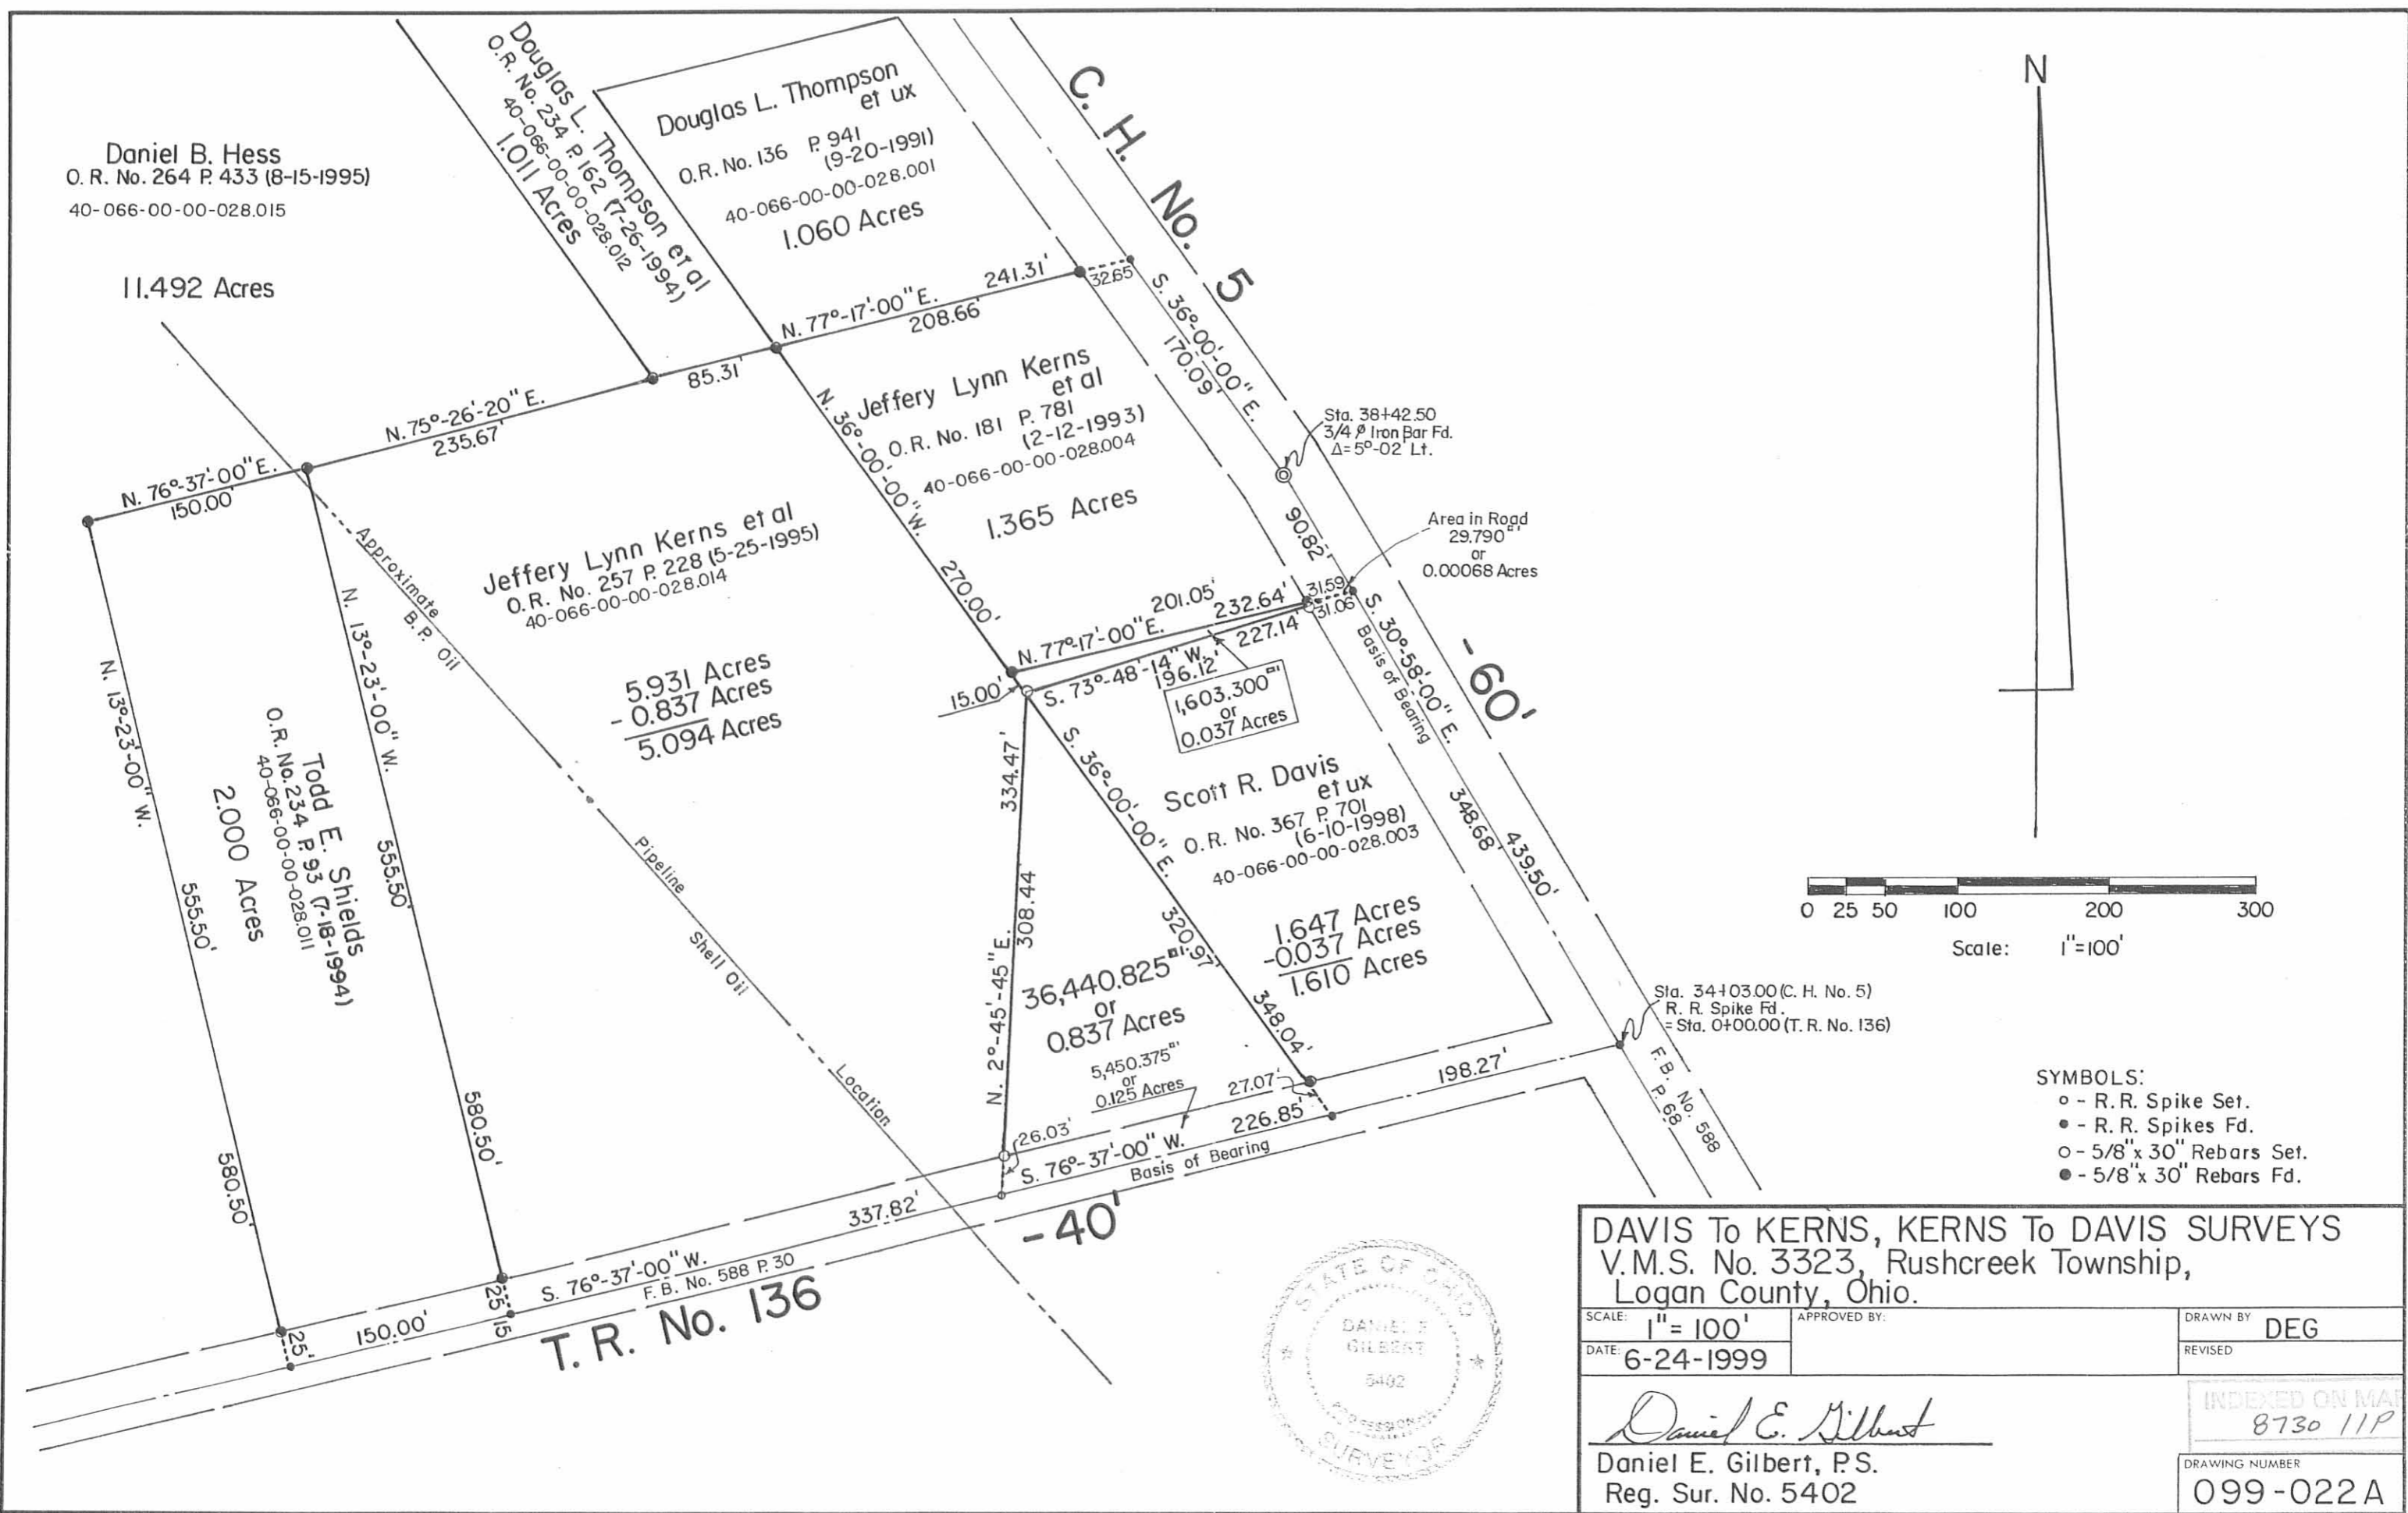 Daniel B. Hess
O. R. No. 264 P. 433 (8-15-1995)
40-066-00-00-028.015
11.492 Acres
Douglas L. Thompson et al
O.R. No. 234 P. 162 (7-26-1994)
40-066-00-00-028.012
1.011 Acres
Douglas L. Thompson
et ux
O.R. No. 136 P. 941
(9-20-1991)
40-066-00-00-028.001
1.060 Acres
C. H. No. 5
-60'
N
N. 77°-17'-00" E.
241.31'
208.66'
32.65
S. 36°-00'-00" E.
170.09'
85.31'
N. 75°-26'-20" E.
235.67'
N. 76°-37'-00" E.
150.00'
Jeffery Lynn Kerns
et al
O.R. No. 181 P. 781
(2-12-1993)
40-066-00-00-028.004
1.365 Acres
N. 36°-00'-00" W.
270.00'
Sta. 38+42.50
3/4 ø Iron Bar Fd.
Δ=5°-02' Lt.
90.82'
Area in Road
29.790□'
or
0.00068 Acres
Jeffery Lynn Kerns et al
O.R. No. 257 P. 228 (5-25-1995)
40-066-00-00-028.014
5.931 Acres
- 0.837 Acres
5.094 Acres
Approximate
B.P. Oil
Pipeline
Shell Oil
Location
N. 77°-17'-00" E.
201.05'
232.64'
31.59'
31.06'
S. 73°-48'-14" W.
196.12'
227.14'
15.00'
1,603.300□'
or
0.037 Acres
S. 30°-58'-00" E.
Basis of Bearing
348.68'
439.50'
Scott R. Davis
et ux
O.R. No. 367 P. 701
(6-10-1998)
40-066-00-00-028.003
1.647 Acres
-0.037 Acres
1.610 Acres
S. 36°-00'-00" E.
320.97'
348.04'
334.47'
N. 2°-45'-45" E.
308.44'
36,440.825□'
or
0.837 Acres
5,450.375□'
or
0.125 Acres
27.07'
26.03'
S. 76°-37'-00" W.
226.85'
Basis of Bearing
198.27'
Sta. 34+03.00 (C. H. No. 5)
R. R. Spike Fd.
= Sta. 0+00.00 (T. R. No. 136)
F.B. No. 588
P. 68
N. 13°-23'-00" W.
555.50'
580.50'
Todd E. Shields
O.R. No. 234 P. 93 (7-18-1994)
40-066-00-00-028.011
2.000 Acres
N. 13°-23'-00" W.
555.50'
580.50'
25'
150.00'
25'
15
S. 76°-37'-00" W.
337.82'
F. B. No. 588 P. 30
T. R. No. 136
-40'
0 25 50 100 200 300
Scale: 1"=100'
SYMBOLS:
- R.R. Spike Set.
- R.R. Spikes Fd.
- 5/8" x 30" Rebars Set.
- 5/8" x 30" Rebars Fd.
STATE OF OHIO
DANIEL E
GILBERT
5402
PROFESSIONAL
SURVEYOR
DAVIS To KERNS, KERNS To DAVIS SURVEYS
V.M.S. No. 3323, Rushcreek Township,
Logan County, Ohio.
SCALE: 1" = 100'
APPROVED BY:
DRAWN BY DEG
DATE: 6-24-1999
REVISED
Daniel E. Gilbert
Daniel E. Gilbert, P.S.
Reg. Sur. No. 5402
INDEXED ON MAP
8730 11P
DRAWING NUMBER
099-022A